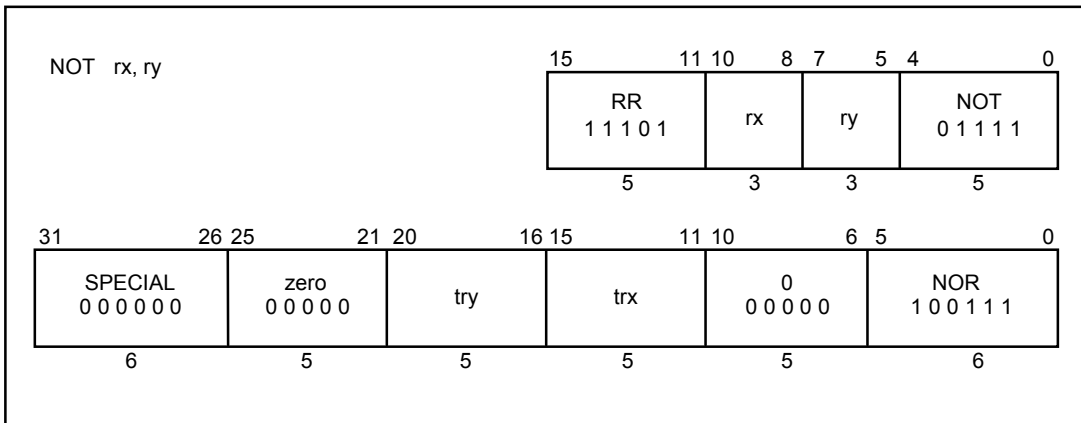 15 11 10 8 7 5 4 0
NOT rx, ry
RR rx ry NOT
1 1 1 0 1 0 1 1 1 1
5 3 3 5
31 26 25 21 20 16 15 11 10 6 5 0
SPECIAL zero try trx 0 NOR
0 0 0 0 0 0 0 0 0 0 0 0 0 0 0 0 1 0 0 1 1 1
6 5 5 5 5 6